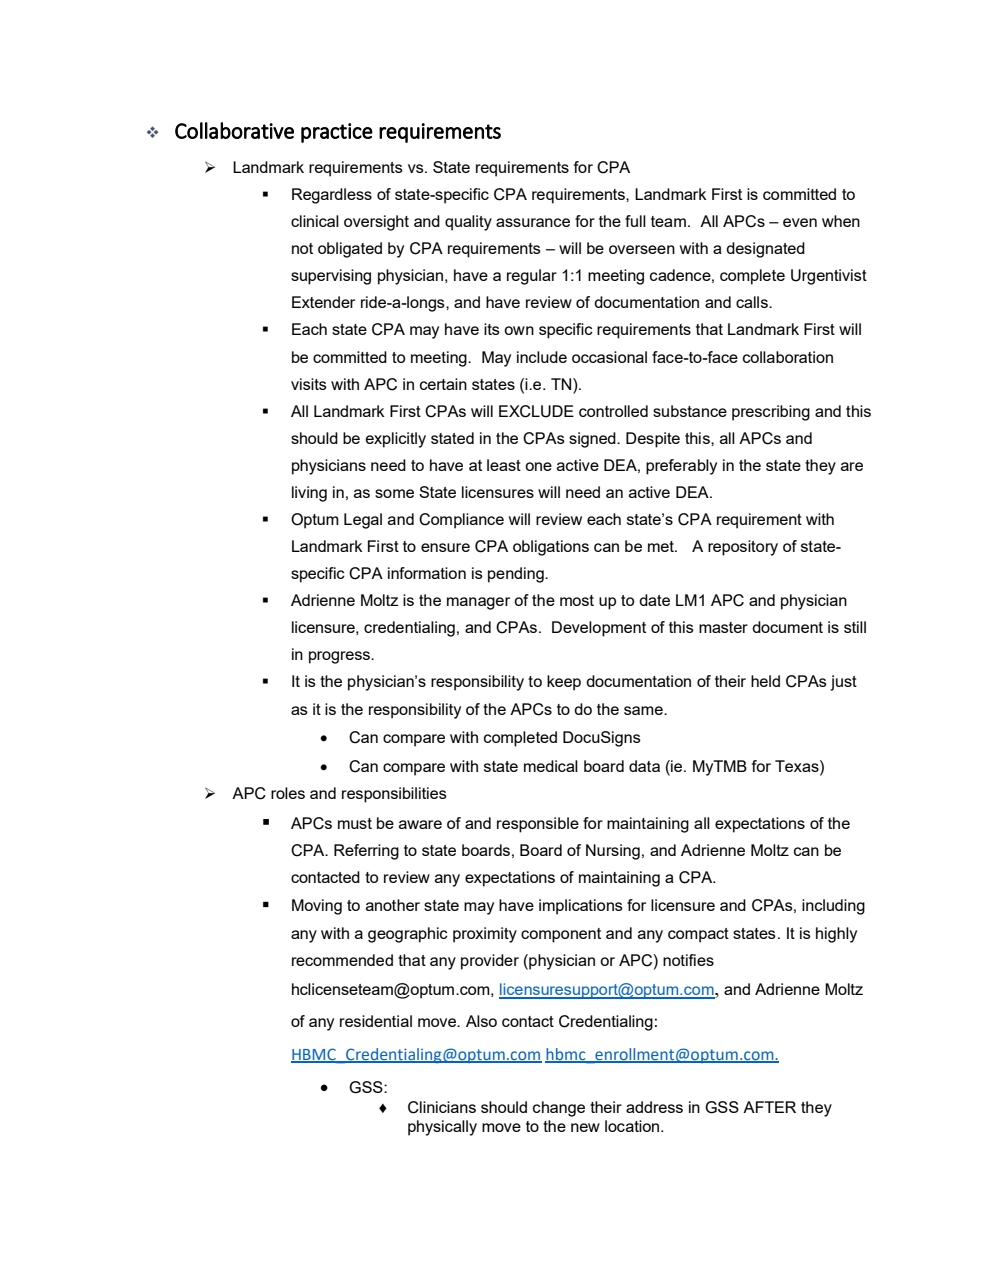 ❖ Collaborative practice requirements
➢ Landmark requirements vs. State requirements for CPA
▪ Regardless of state-specific CPA requirements, Landmark First is committed to
clinical oversight and quality assurance for the full team.  All APCs – even when
not obligated by CPA requirements – will be overseen with a designated
supervising physician, have a regular 1:1 meeting cadence, complete Urgentivist
Extender ride-a-longs, and have review of documentation and calls.
▪ Each state CPA may have its own specific requirements that Landmark First will
be committed to meeting.  May include occasional face-to-face collaboration
visits with APC in certain states (i.e. TN).
▪ All Landmark First CPAs will EXCLUDE controlled substance prescribing and this
should be explicitly stated in the CPAs signed. Despite this, all APCs and
physicians need to have at least one active DEA, preferably in the state they are
living in, as some State licensures will need an active DEA.
▪ Optum Legal and Compliance will review each state’s CPA requirement with
Landmark First to ensure CPA obligations can be met.   A repository of state-
specific CPA information is pending.
▪ Adrienne Moltz is the manager of the most up to date LM1 APC and physician
licensure, credentialing, and CPAs.  Development of this master document is still
in progress.
▪ It is the physician’s responsibility to keep documentation of their held CPAs just
as it is the responsibility of the APCs to do the same.
• Can compare with completed DocuSigns
• Can compare with state medical board data (ie. MyTMB for Texas)
➢ APC roles and responsibilities
▪ APCs must be aware of and responsible for maintaining all expectations of the
CPA. Referring to state boards, Board of Nursing, and Adrienne Moltz can be
contacted to review any expectations of maintaining a CPA.
▪ Moving to another state may have implications for licensure and CPAs, including
any with a geographic proximity component and any compact states. It is highly
recommended that any provider (physician or APC) notifies
hclicenseteam@optum.com, licensuresupport@optum.com, and Adrienne Moltz
of any residential move. Also contact Credentialing:
HBMC_Credentialing@optum.com hbmc_enrollment@optum.com.
• GSS:
♦ Clinicians should change their address in GSS AFTER they
physically move to the new location.